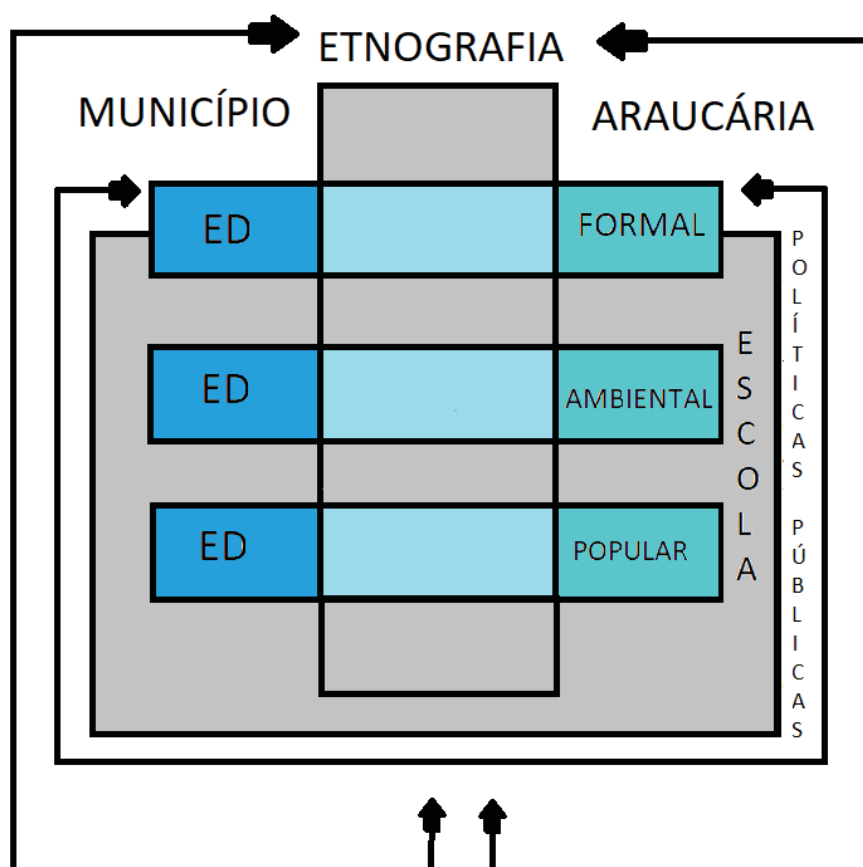 ETNOGRAFIA
MUNICÍPIO
ARAUCÁRIA
ED
FORMAL
ED
AMBIENTAL
ED
POPULAR
ESCOLA
POLÍTICAS PÚBLICAS